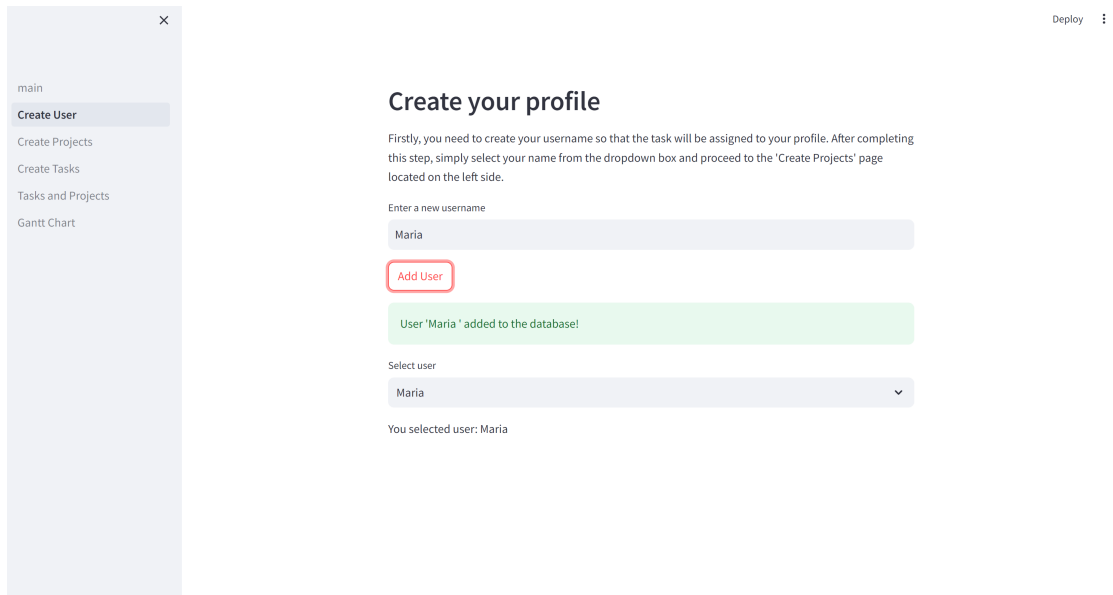 Deploy
main
Create User
Create Projects
Create Tasks
Tasks and Projects
Gantt Chart
Create your profile
Firstly, you need to create your username so that the task will be assigned to your profile. After completing
this step, simply select your name from the dropdown box and proceed to the 'Create Projects' page
located on the left side.
Enter a new username
Maria
Add User
User 'Maria ' added to the database!
Select user
Maria
You selected user: Maria